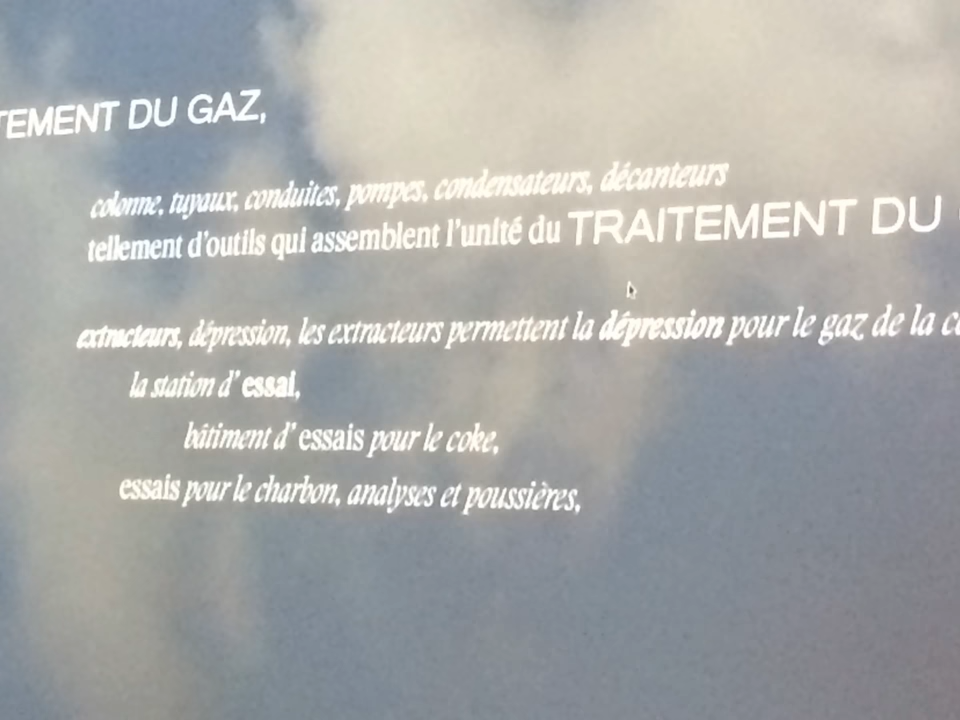 TEMENT DU GAZ,
colonne, tuyaux, conduites, pompes, condensateurs, décanteurs
tellement d'outils qui assemblent l'unité du TRAITEMENT DU
extracteurs, dépression, les extracteurs permettent la dépression pour le gaz de la
la station d'essai,
bâtiment d'essais pour le coke,
essais pour le charbon, analyses et poussières,